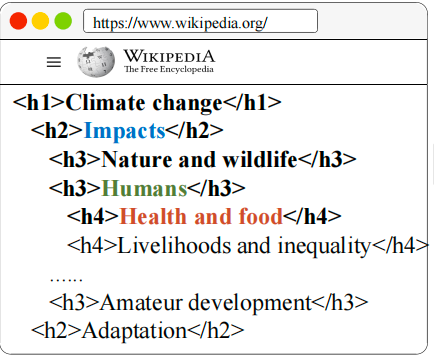 https://www.wikipedia.org/
WIKIPEDIA
The Free Encyclopedia
<h1>Climate change</h1>
<h2>Impacts</h2>
<h3>Nature and wildlife</h3>
<h3>Humans</h3>
<h4>Health and food</h4>
<h4>Livelihoods and inequality</h4>
......
<h3>Amateur development</h3>
<h2>Adaptation</h2>